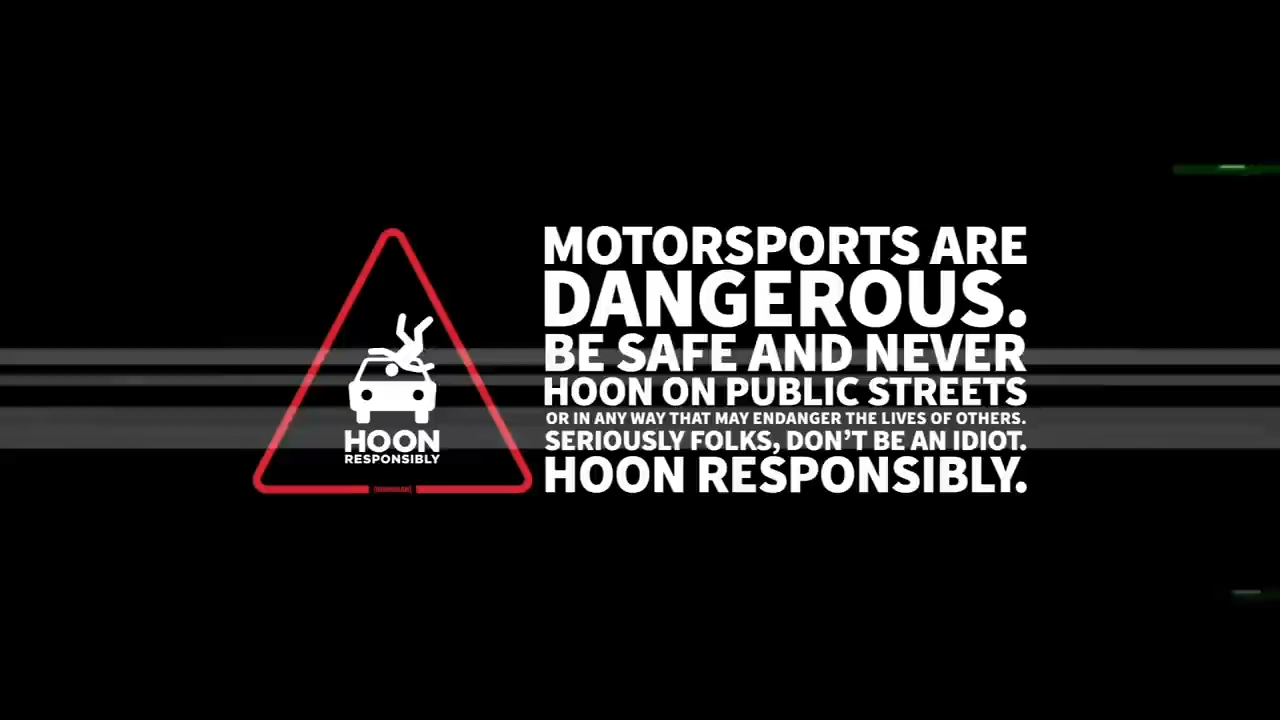 HOON
RESPONSIBLY
MOTORSPORTS ARE
DANGEROUS.
BE SAFE AND NEVER
HOON ON PUBLIC STREETS
OR IN ANY WAY THAT MAY ENDANGER THE LIVES OF OTHERS.
SERIOUSLY FOLKS, DON'T BE AN IDIOT.
HOON RESPONSIBLY.